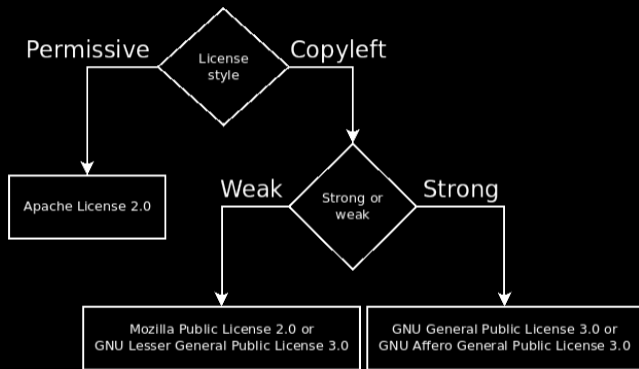 Permissive
License
style
Copyleft
Apache License 2.0
Weak
Strong or
weak
Strong
Mozilla Public License 2.0 or
GNU Lesser General Public License 3.0
GNU General Public License 3.0 or
GNU Affero General Public License 3.0